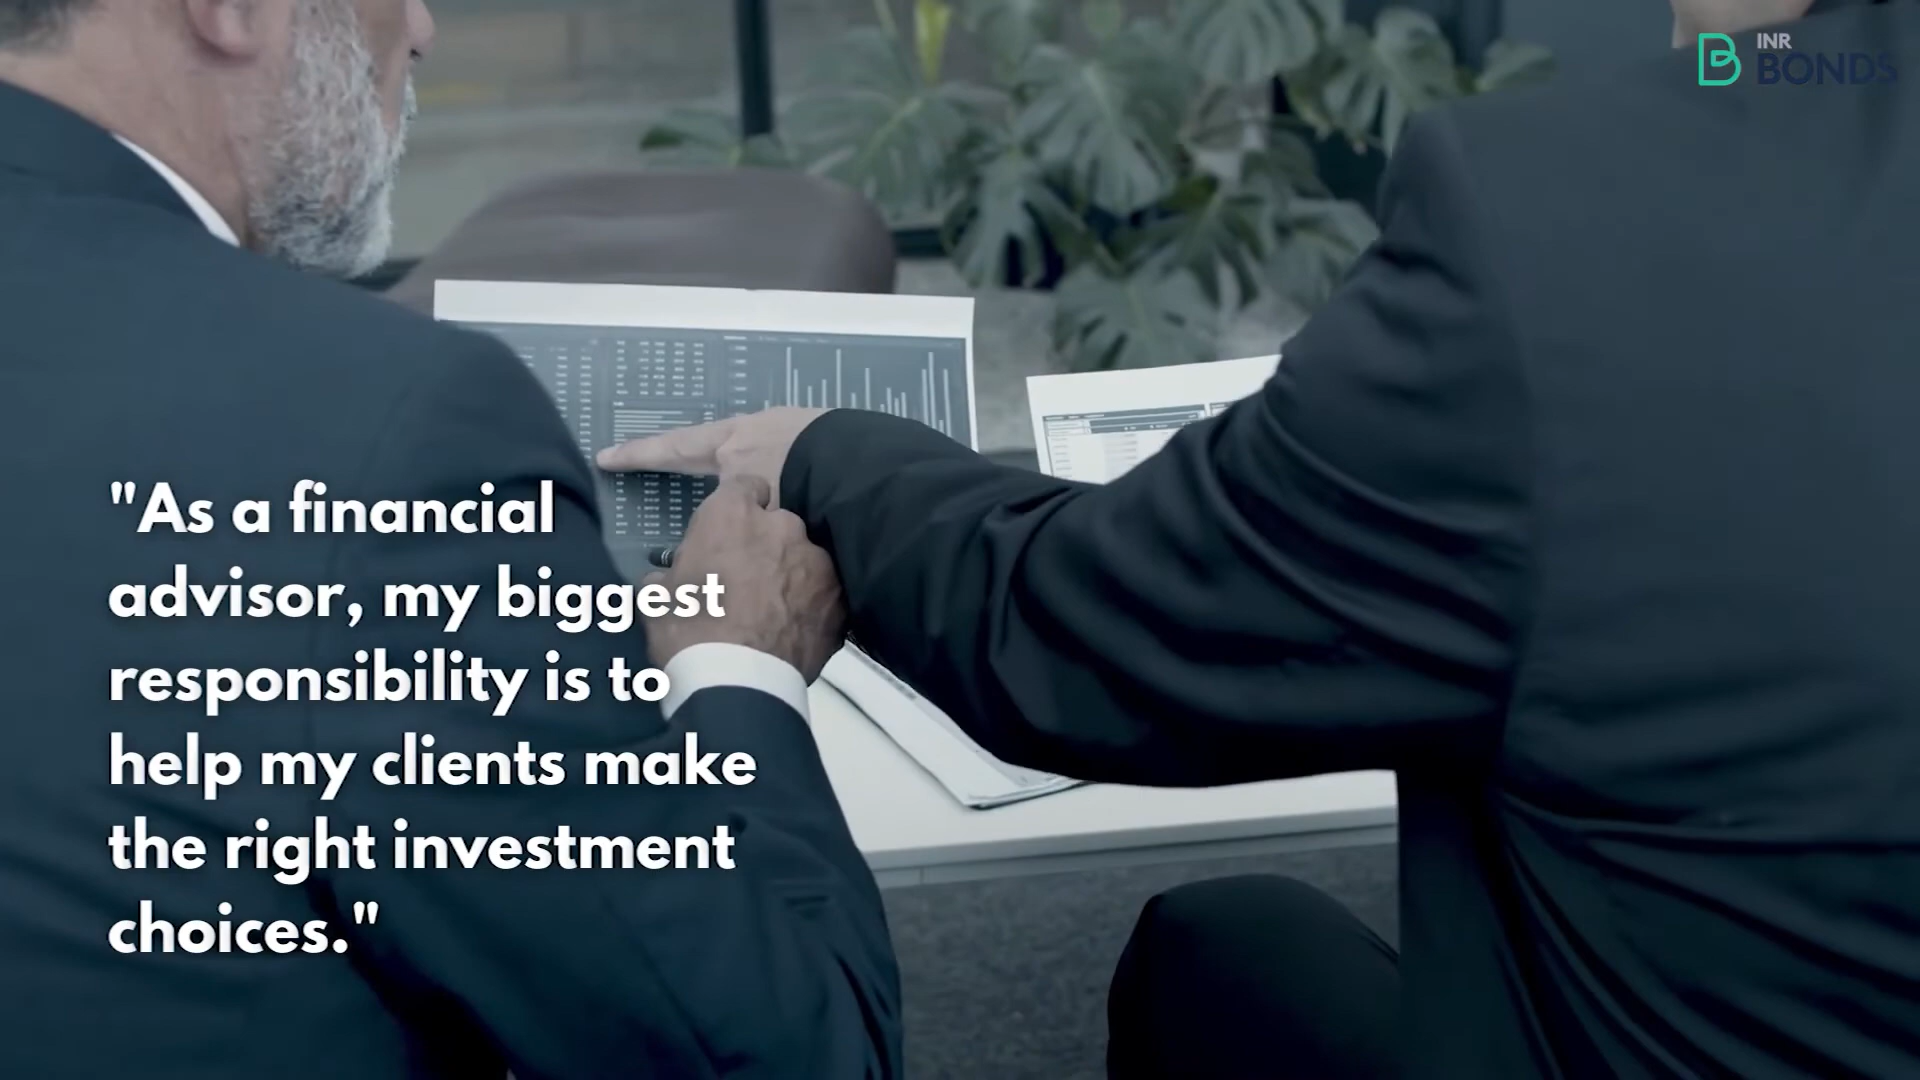 INR
BONDS
"As a financial
advisor, my biggest
responsibility is to
help my clients make
the right investment
choices."